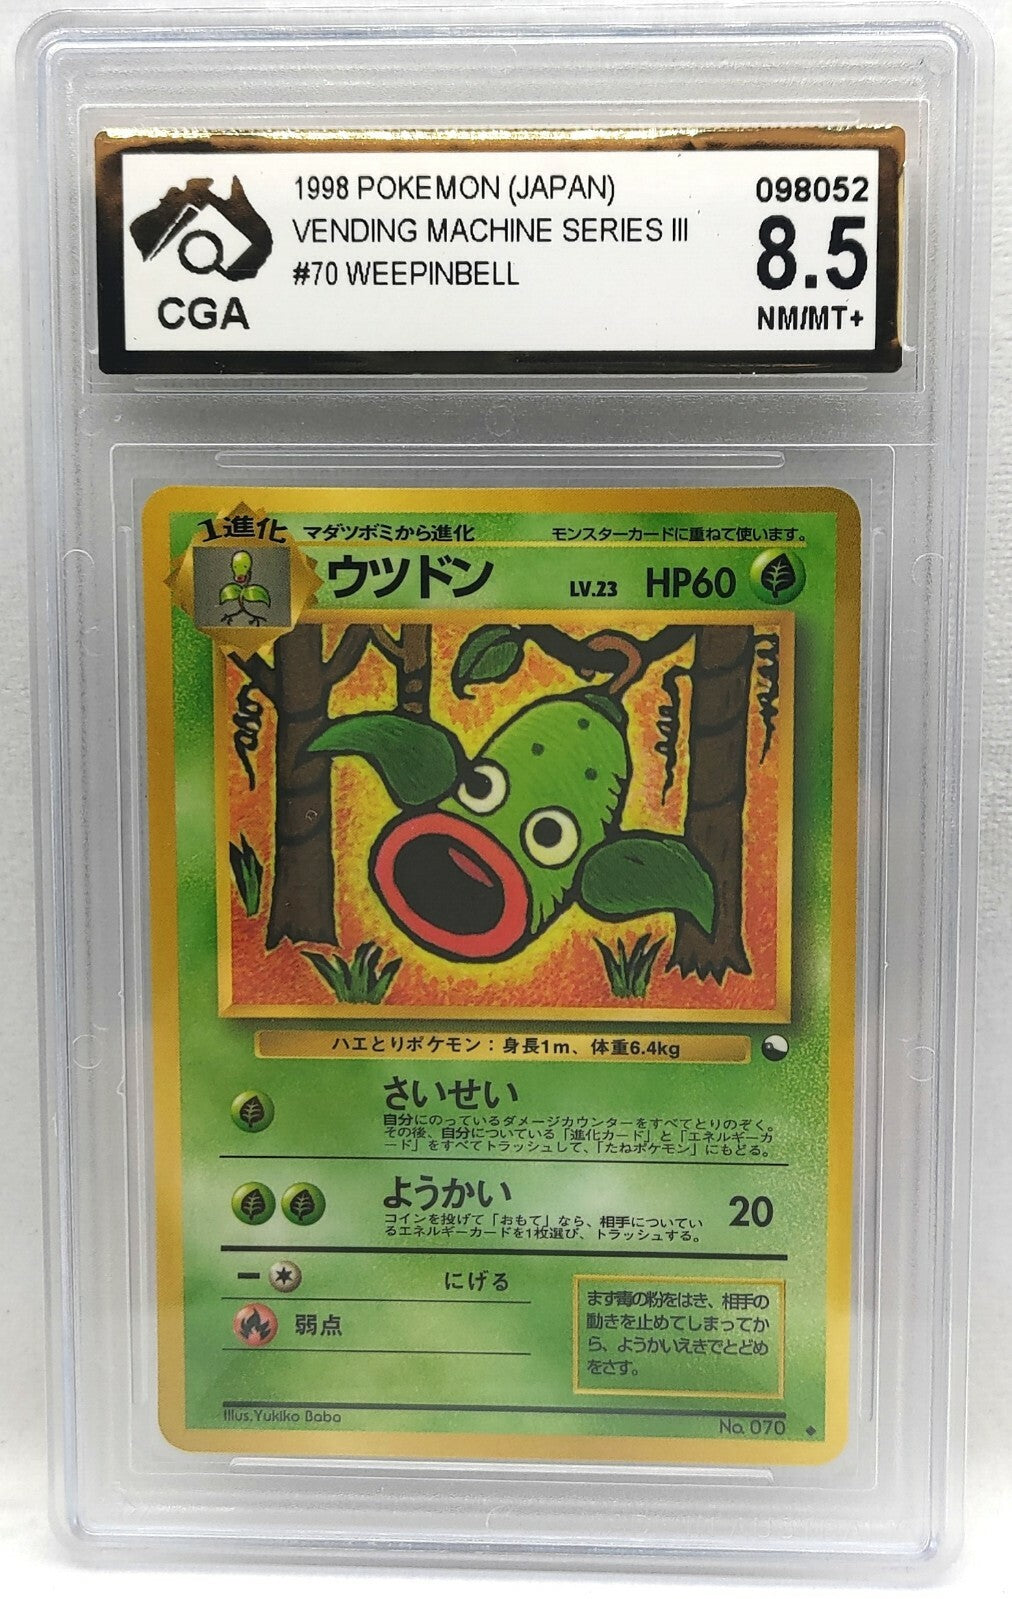 1998 POKEMON (JAPAN)
VENDING MACHINE SERIES III
#70 WEEPINBELL
098052
8.5
NM/MT+
CGA
1進化
マダツボミから進化
モンスターカードに重ねて使います。
ウツドン
LV.23
HP60
ハエとりポケモン：身長1m、体重6.4kg
さいせい
自分にのっているダメージカウンターをすべてとりのぞく。
その後、自分についている「進化カード」と「エネルギーカ
ード」をすべてトラッシュして、「たねポケモン」にもどる。
ようかい
20
コインを投げて「おもて」なら、相手についてい
るエネルギーカードを1枚選び、トラッシュする。
にげる
弱点
まず毒の粉をはき、相手の
動きを止めてしまってか
ら、ようかいえきでとどめ
をさす。
Illus.Yukiko Baba
No. 070